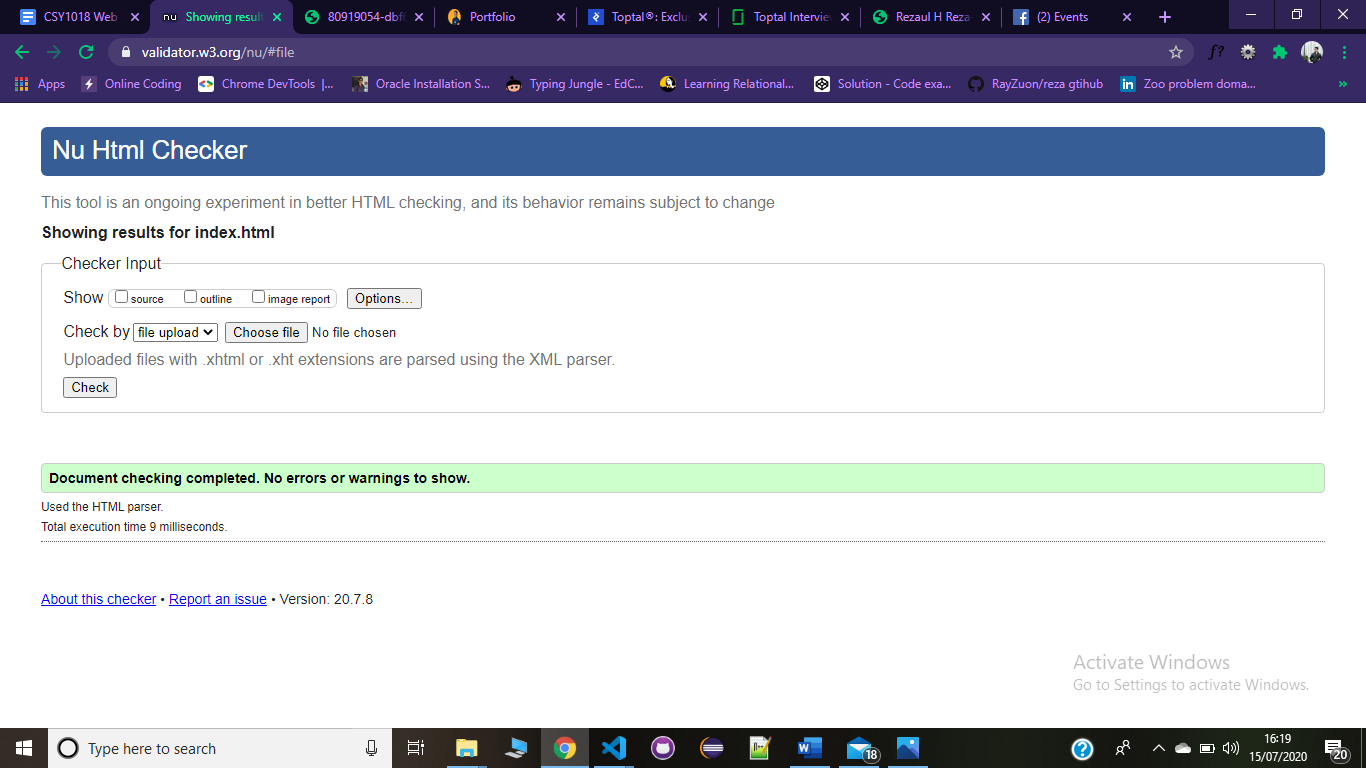 CSY1018 Web
nu Showing result
80919054-dbf
Portfolio
Toptal®: Exclu
Toptal Intervie
Rezaul H Reza
(2) Events
validator.w3.org/nu/#file
f?
Apps
Online Coding
Chrome DevTools |...
Oracle Installation S...
Typing Jungle - EdC...
Learning Relational...
Solution - Code exa...
RayZuon/reza gtihub
Zoo problem doma...
Nu Html Checker
This tool is an ongoing experiment in better HTML checking, and its behavior remains subject to change
Showing results for index.html
Checker Input
Show source outline image report Options...
Check by file upload Choose file No file chosen
Uploaded files with .xhtml or .xht extensions are parsed using the XML parser.
Check
Document checking completed. No errors or warnings to show.
Used the HTML parser.
Total execution time 9 milliseconds.
About this checker • Report an issue • Version: 20.7.8
Activate Windows
Go to Settings to activate Windows.
Type here to search
18
16:19
15/07/2020
20